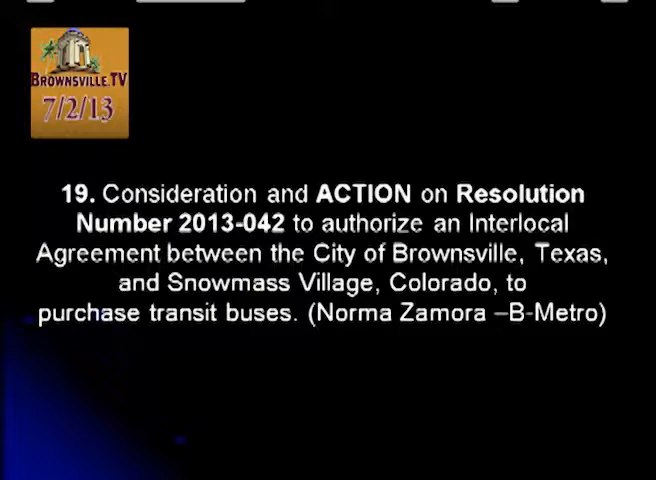 BROWNSVILLE.TV
7/2/13
19. Consideration and ACTION on Resolution
Number 2013-042 to authorize an Interlocal
Agreement between the City of Brownsville, Texas,
and Snowmass Village, Colorado, to
purchase transit buses. (Norma Zamora –B-Metro)